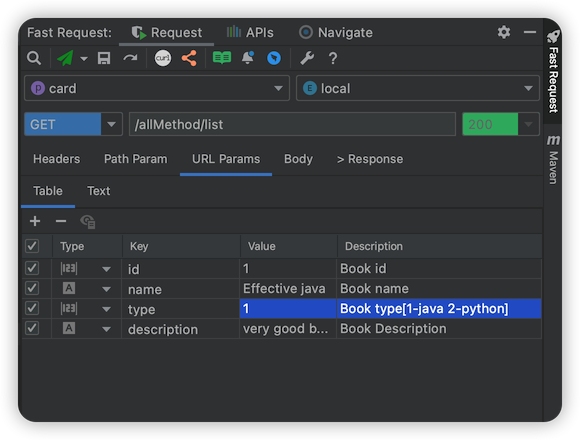 Fast Request: Request APIs Navigate
curl ?
card local
GET /allMethod/list 200
Headers Path Param URL Params Body > Response
Table Text
Type Key Value Description
123 id 1 Book id
A name Effective java Book name
123 type 1 Book type[1-java 2-python]
A description very good b... Book Description
Fast Request
m Maven